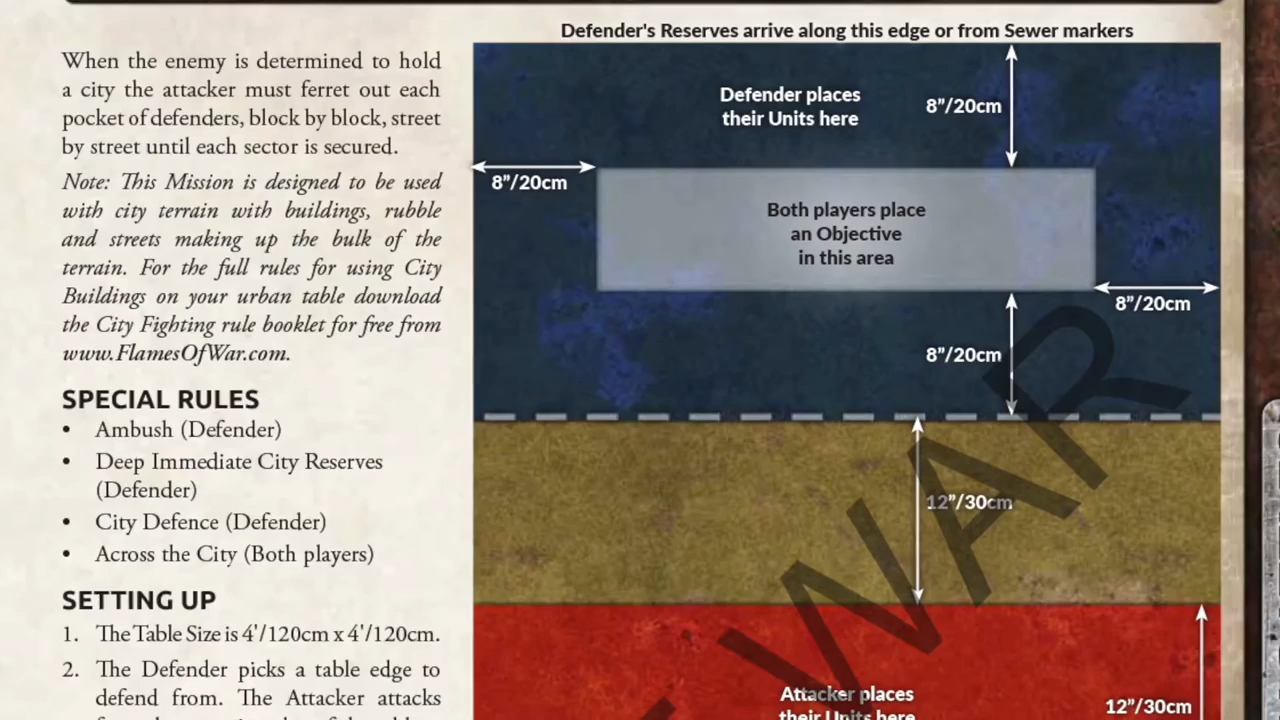 When the enemy is determined to hold
a city the attacker must ferret out each
pocket of defenders, block by block, street
by street until each sector is secured.
Note: This Mission is designed to be used
with city terrain with buildings, rubble
and streets making up the bulk of the
terrain. For the full rules for using City
Buildings on your urban table download
the City Fighting rule booklet for free from
www.FlamesOfWar.com.
SPECIAL RULES
• Ambush (Defender)
• Deep Immediate City Reserves
(Defender)
• City Defence (Defender)
• Across the City (Both players)
SETTING UP
1. The Table Size is 4'/120cm x 4'/120cm.
2. The Defender picks a table edge to
defend from. The Attacker attacks
Defender's Reserves arrive along this edge or from Sewer markers
Defender places
their Units here
8”/20cm
8”/20cm
Both players place
an Objective
in this area
8”/20cm
8”/20cm
12”/30cm
Attacker places
their Units here
12”/30cm
WAR